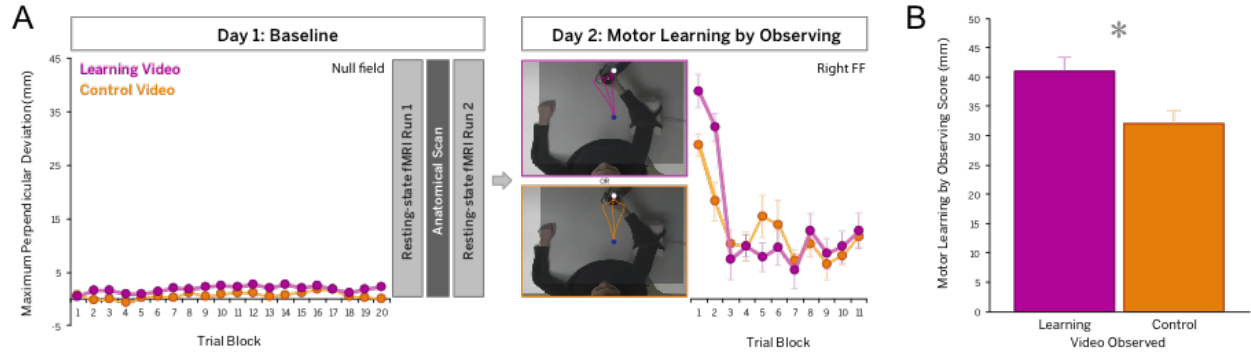 A
Day 1: Baseline
Day 2: Motor Learning by Observing
B
Maximum Perpendicular Deviation(mm)
45
35
25
15
5
-5
Learning Video
Control Video
Null field
1 2 3 4 5 6 7 8 9 10 11 12 13 14 15 16 17 18 19 20
Trial Block
Resting-state fMRI Run 1
Anatomical Scan
Resting-state fMRI Run 2
OR
Right FF
1 2 3 4 5 6 7 8 9 10 11
Trial Block
Motor Learning by Observing Score (mm)
50
45
40
35
30
25
20
15
10
5
0
*
Learning Control
Video Observed